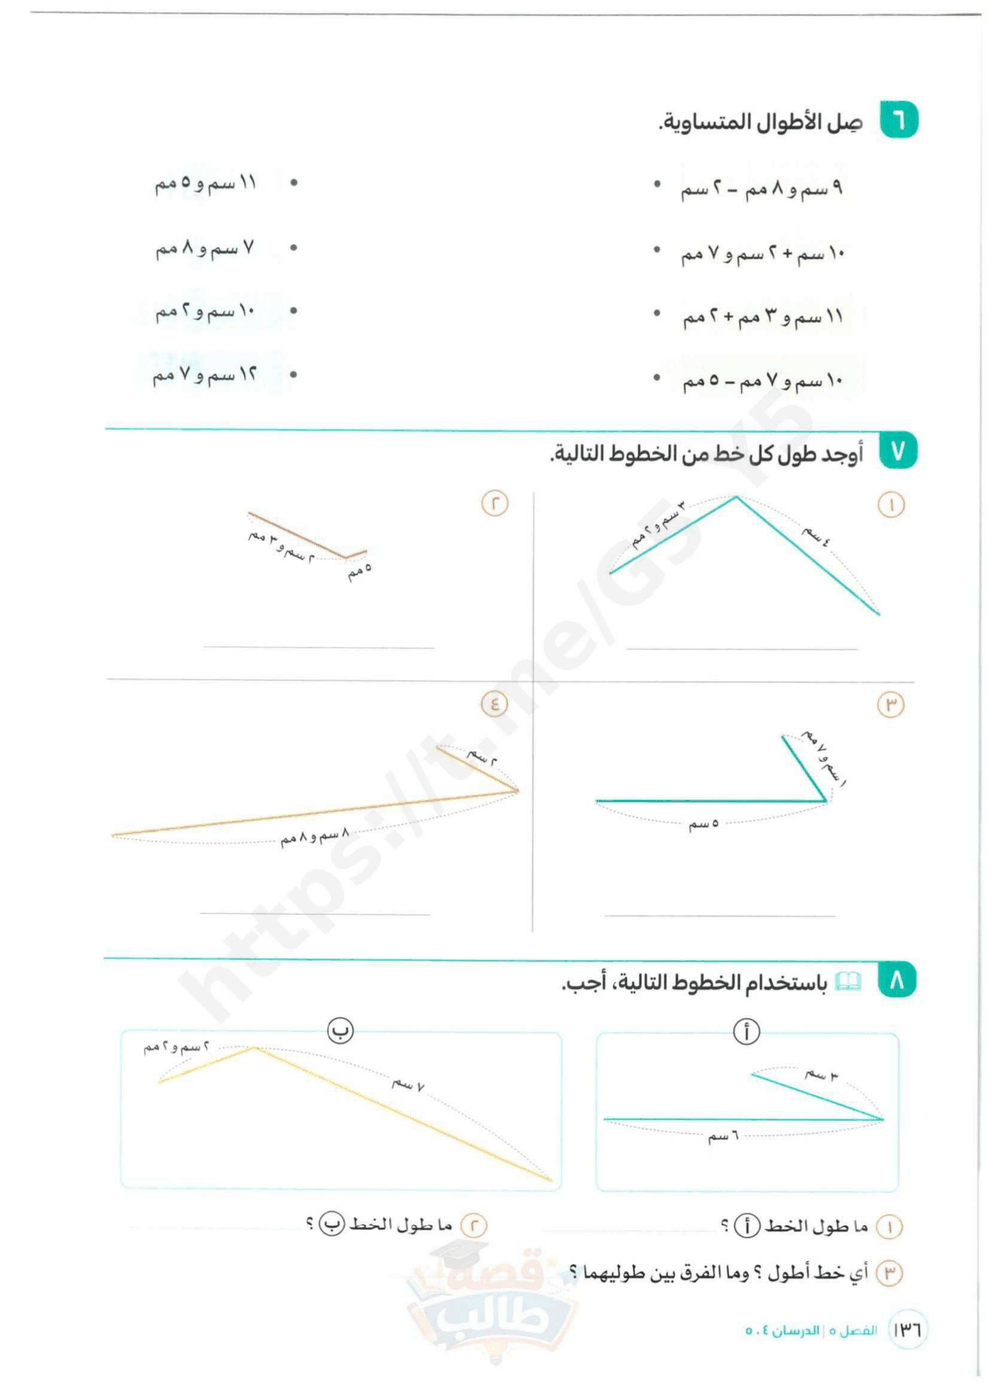 ٦ صِل الأطوال المتساوية.
٩ سم و ٨ مم – ٢ سم • • ١١ سم و ٥ مم
١٠ سم + ٢ سم و ٧ مم • • ٧ سم و ٨ مم
١١ سم و ٣ مم + ٢ مم • • ١٠ سم و ٢ مم
١٠ سم و ٧ مم – ٥ مم • • ١٢ سم و ٧ مم
٧ أوجد طول كل خط من الخطوط التالية.
١
٣ سم و ٢ مم
٤ سم
٢
٢ سم و ٣ مم
٥ مم
٣
١ سم و ٧ مم
٥ سم
٤
٢ سم
٨ سم و ٨ مم
٨ باستخدام الخطوط التالية، أجب.
أ
٣ سم
٦ سم
ب
٢ سم و ٢ مم
٧ سم
١ ما طول الخط أ ؟
٢ ما طول الخط ب ؟
٣ أي خط أطول ؟ وما الفرق بين طوليهما ؟
١٣٦ الفصل ٥ | الدرسان ٤ ، ٥
قصة
طالب
https://t.me/G5_Y5